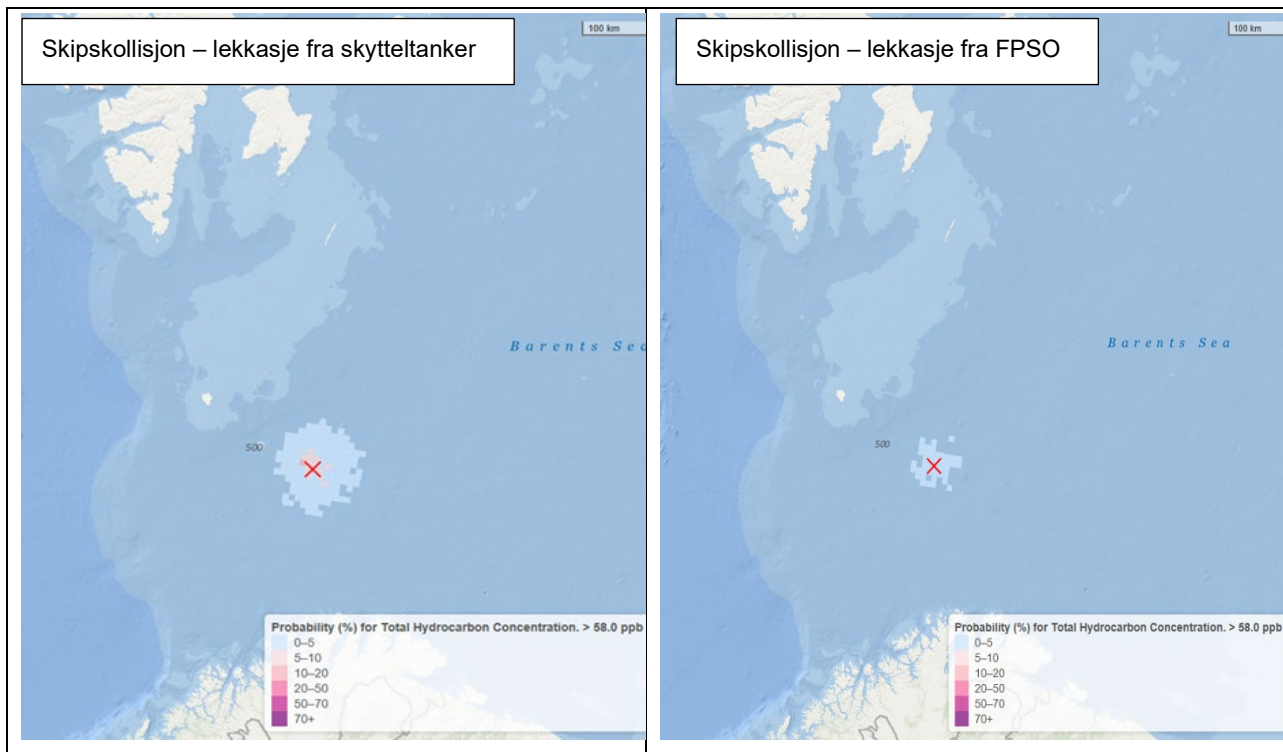 Skipskollisjon – lekkasje fra skytteltanker
100 km
Barents Sea
500
Probability (%) for Total Hydrocarbon Concentration. > 58.0 ppb
0–5
5–10
10–20
20–50
50–70
70+
Skipskollisjon – lekkasje fra FPSO
100 km
Barents Sea
500
Probability (%) for Total Hydrocarbon Concentration. > 58.0 ppb
0–5
5–10
10–20
20–50
50–70
70+